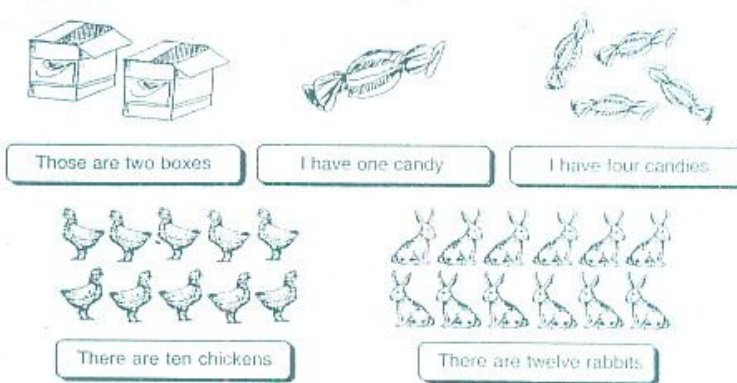 Those are two boxes
I have one candy
I have four candies
There are ten chickens
There are twelve rabbits